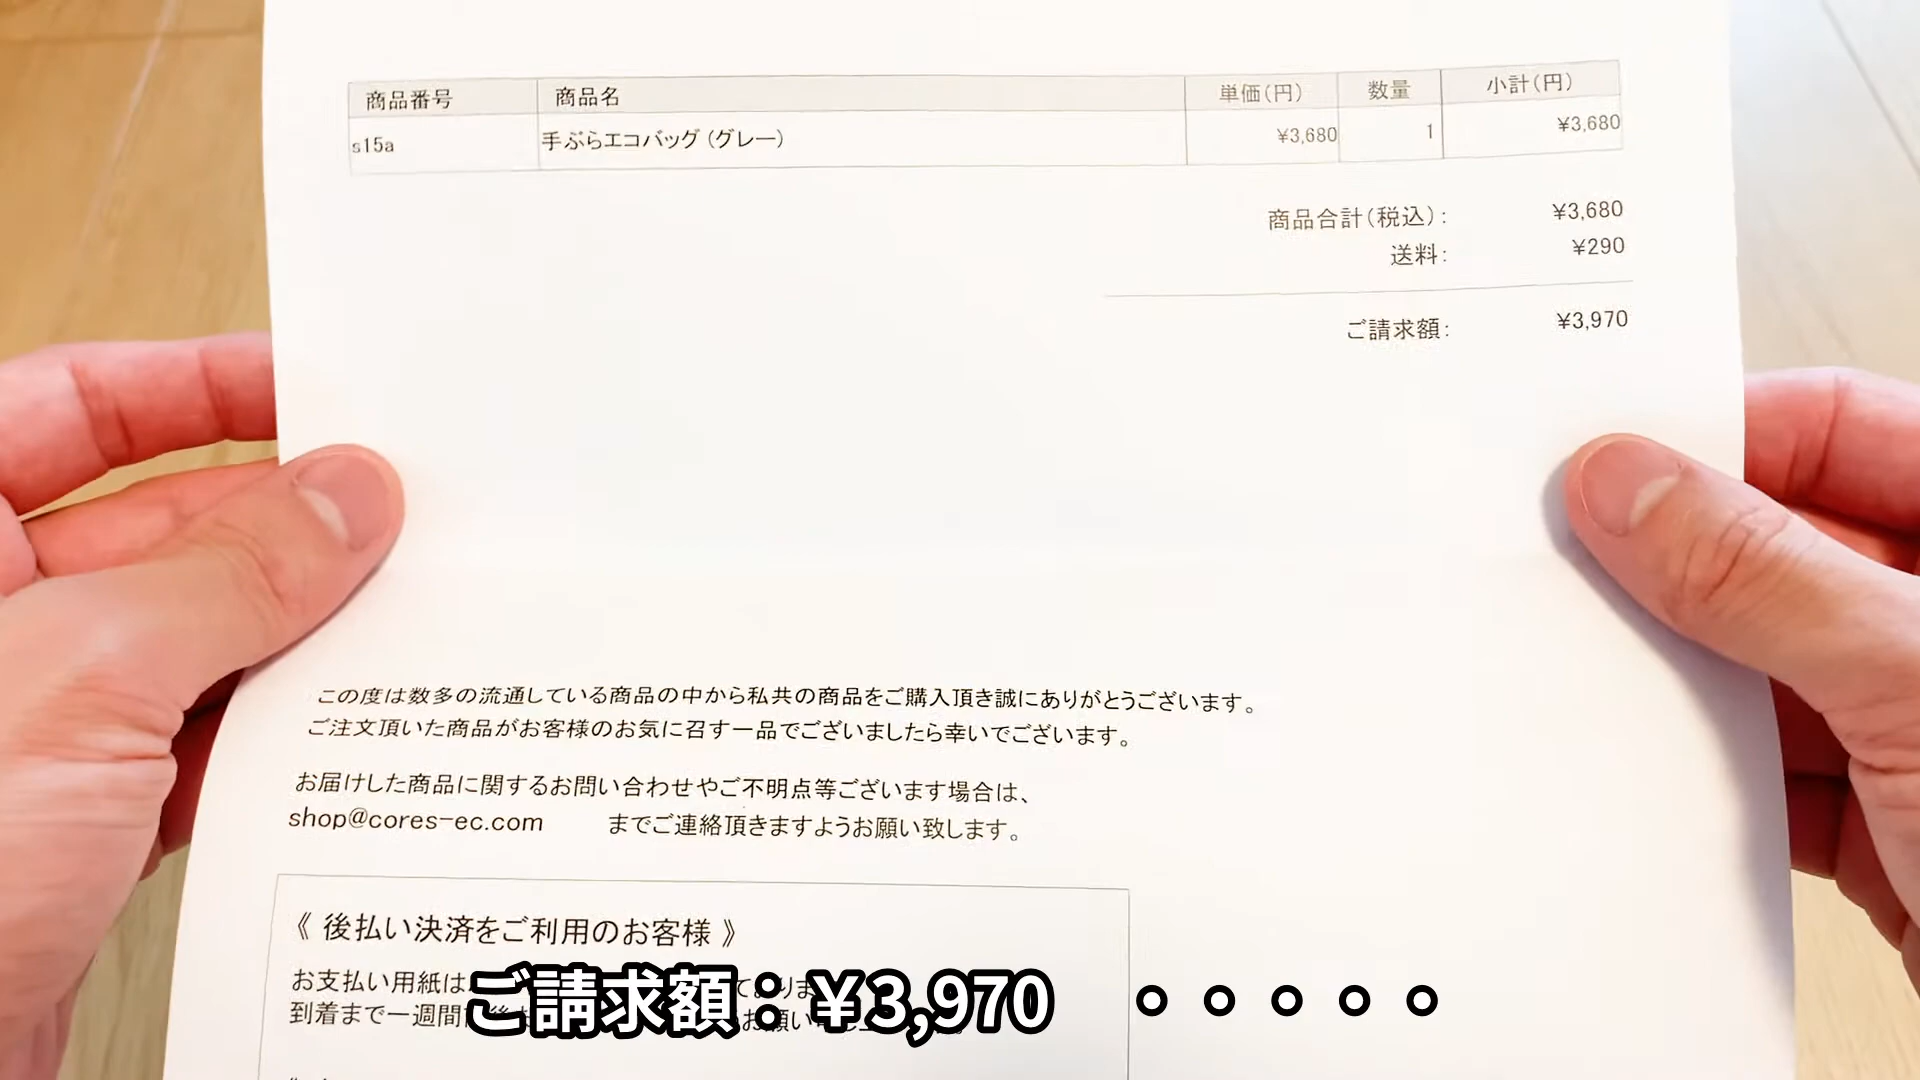 商品番号 商品名 単価(円) 数量 小計(円)
s15a 手ぶらエコバッグ(グレー) ¥3,680 1 ¥3,680
商品合計(税込): ¥3,680
送料: ¥290
ご請求額: ¥3,970
この度は数多の流通している商品の中から私共の商品をご購入頂き誠にありがとうございます。
ご注文頂いた商品がお客様のお気に召す一品でございましたら幸いでございます。
お届けした商品に関するお問い合わせやご不明点等ございます場合は、
shop@cores-ec.com までご連絡頂きますようお願い致します。
《 後払い決済をご利用のお客様 》
お支払い用紙は
到着まで一週間
ご請求額：￥3,970 。。。。。